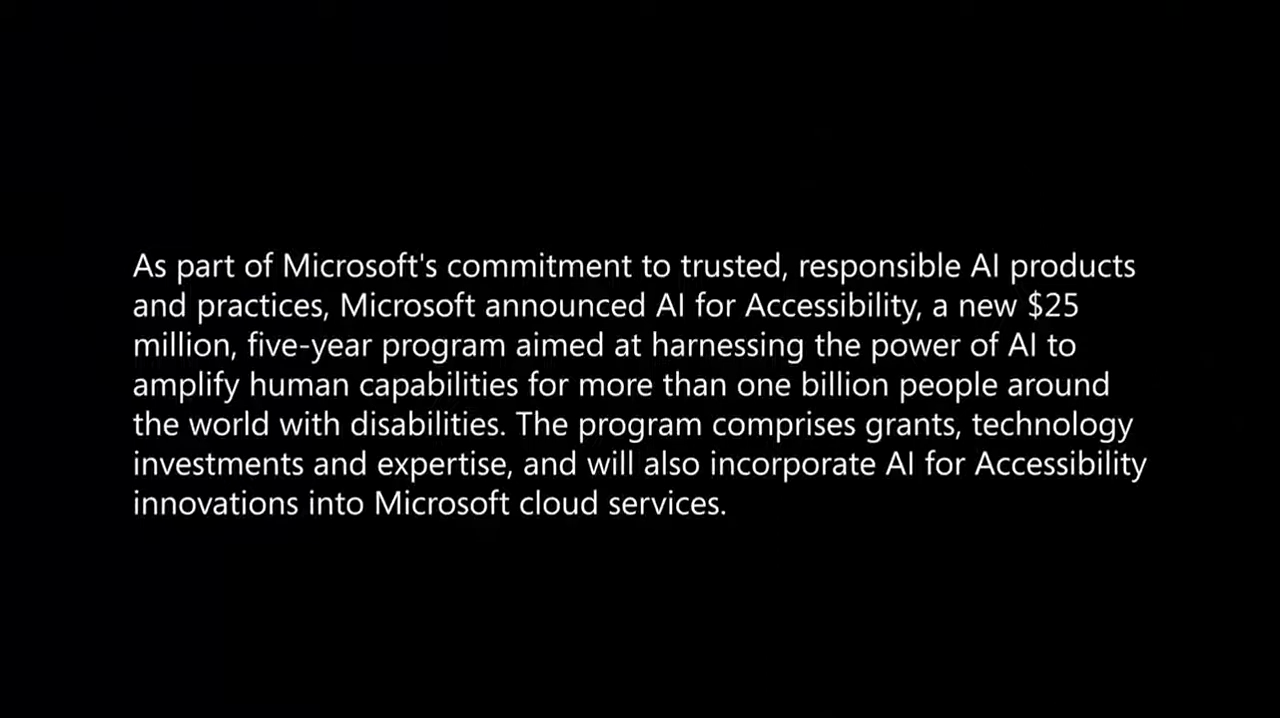 As part of Microsoft's commitment to trusted, responsible AI products
and practices, Microsoft announced AI for Accessibility, a new $25
million, five-year program aimed at harnessing the power of AI to
amplify human capabilities for more than one billion people around
the world with disabilities. The program comprises grants, technology
investments and expertise, and will also incorporate AI for Accessibility
innovations into Microsoft cloud services.